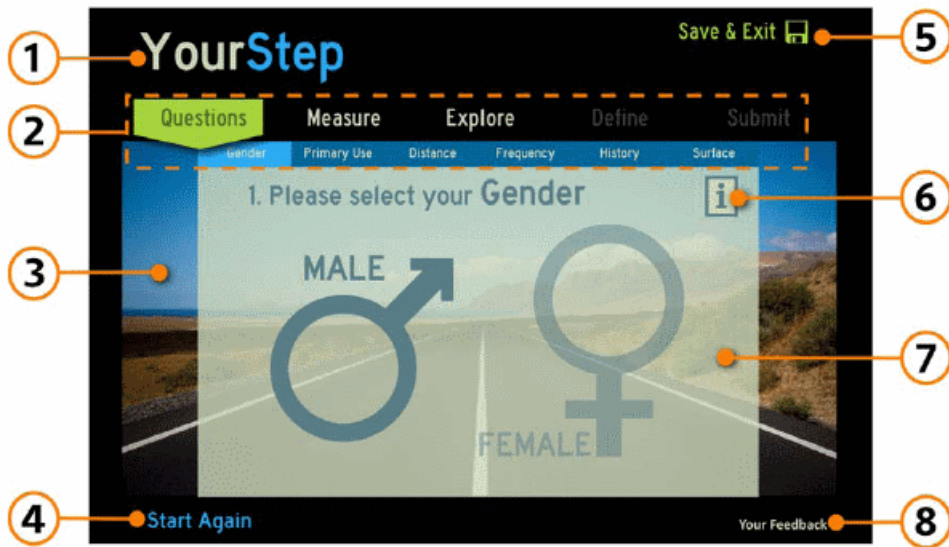 1
YourStep
Save & Exit
5
2
Questions Measure Explore Define Submit
Gender Primary Use Distance Frequency History Surface
1. Please select your Gender
i
6
3
MALE
7
FEMALE
4
Start Again
Your Feedback
8